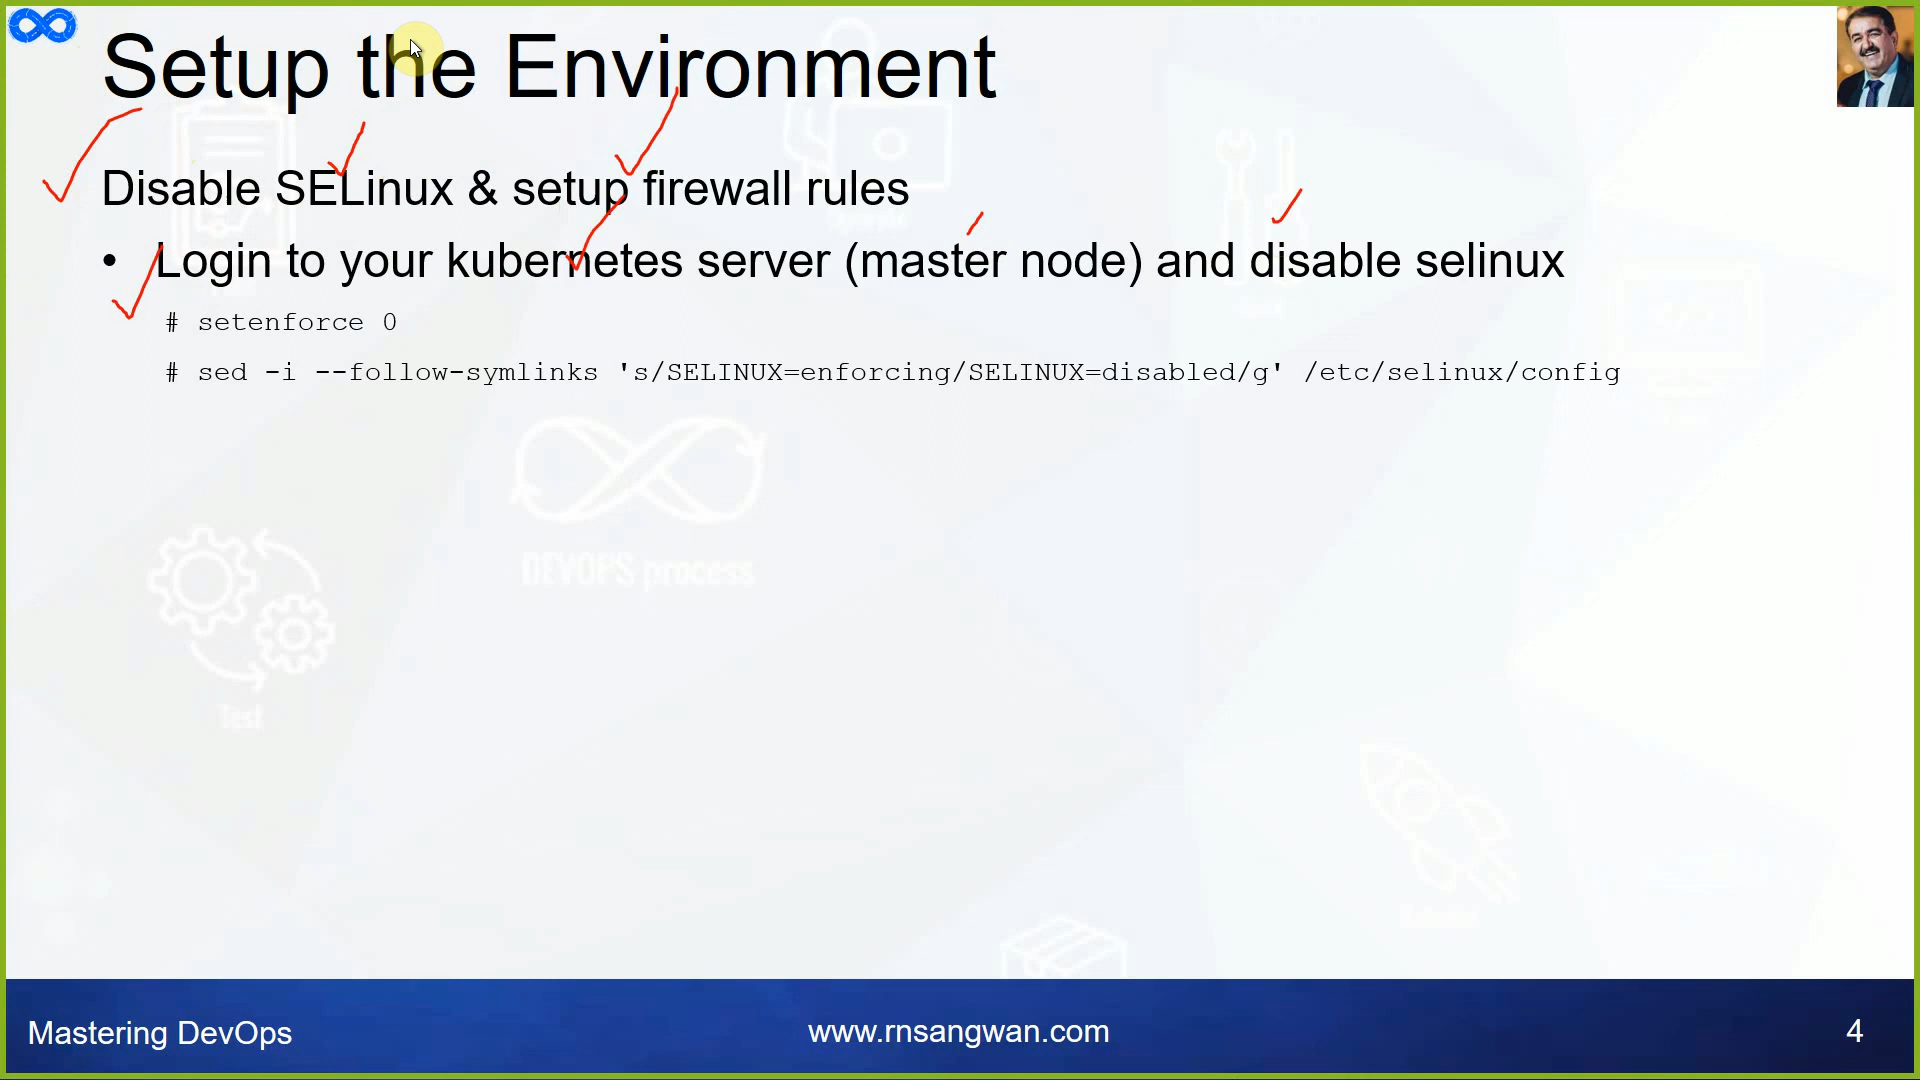 Setup the Environment
Disable SELinux & setup firewall rules
• Login to your kubernetes server (master node) and disable selinux
# setenforce 0
# sed -i --follow-symlinks 's/SELINUX=enforcing/SELINUX=disabled/g' /etc/selinux/config
DEVOPS process
Test
Mastering DevOps
www.rnsangwan.com
4